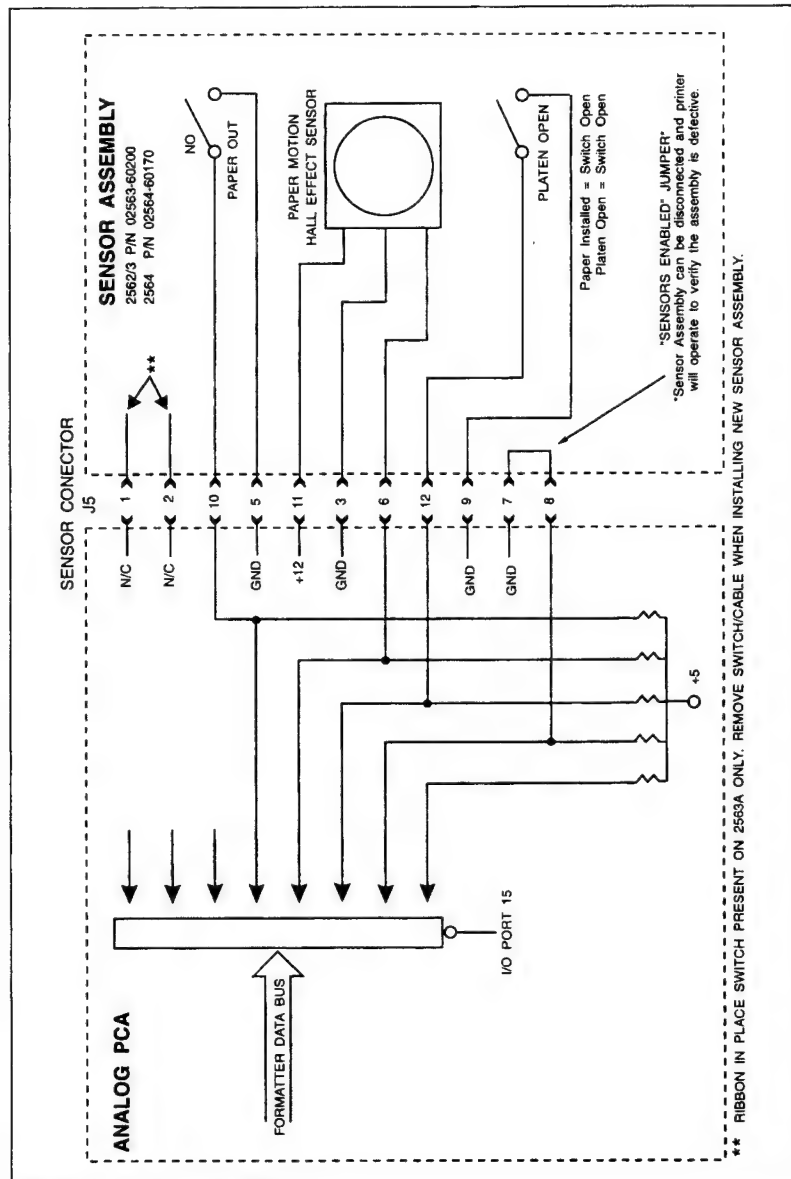 SENSOR ASSEMBLY
2562/3 P/N 02563-60200
2564 P/N 02564-60170
**
NO
PAPER OUT
PAPER MOTION
HALL EFFECT SENSOR
PLATEN OPEN
Paper Installed = Switch Open
Platen Open = Switch Open
"SENSORS ENABLED" JUMPER"
"Sensor Assembly can be disconnected and printer
will operate to verify the assembly is defective.
SENSOR CONECTOR
J5
1
2
10
5
11
3
6
12
9
7
8
N/C
N/C
GND
+12
GND
GND
GND
+5
ANALOG PCA
FORMATTER DATA BUS
I/O PORT 15
** RIBBON IN PLACE SWITCH PRESENT ON 2563A ONLY. REMOVE SWITCH/CABLE WHEN INSTALLING NEW SENSOR ASSEMBLY.